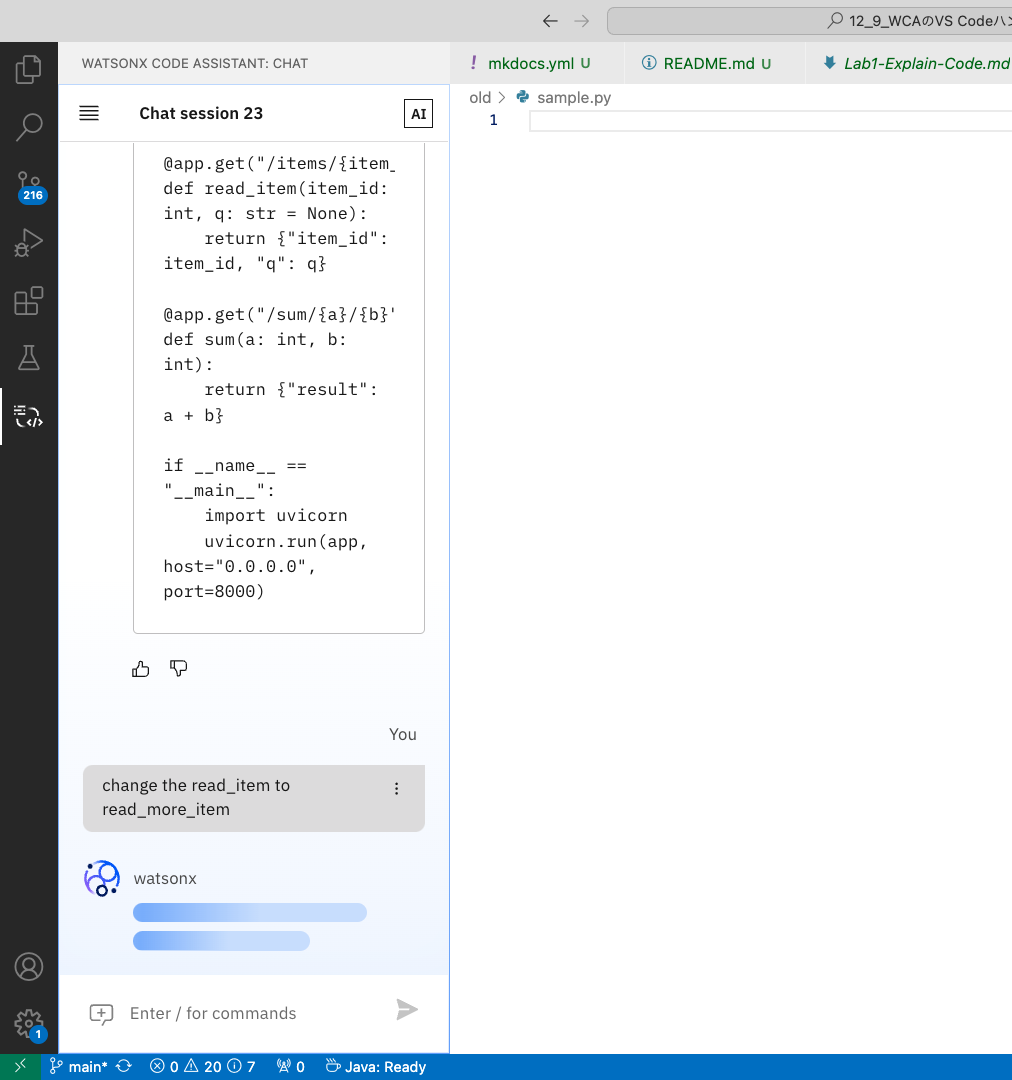 12_9_WCAのVS Codeハン
WATSONX CODE ASSISTANT: CHAT
! mkdocs.yml U
README.md U
Lab1-Explain-Code.md
Chat session 23
AI
old > sample.py
1
@app.get("/items/{item_
def read_item(item_id:
int, q: str = None):
    return {"item_id":
item_id, "q": q}
@app.get("/sum/{a}/{b}"
def sum(a: int, b:
int):
    return {"result":
a + b}
if __name__ ==
"__main__":
    import uvicorn
    uvicorn.run(app,
host="0.0.0.0",
port=8000)
216
You
change the read_item to
read_more_item
watsonx
Enter / for commands
1
main* 0 20 7 0 Java: Ready